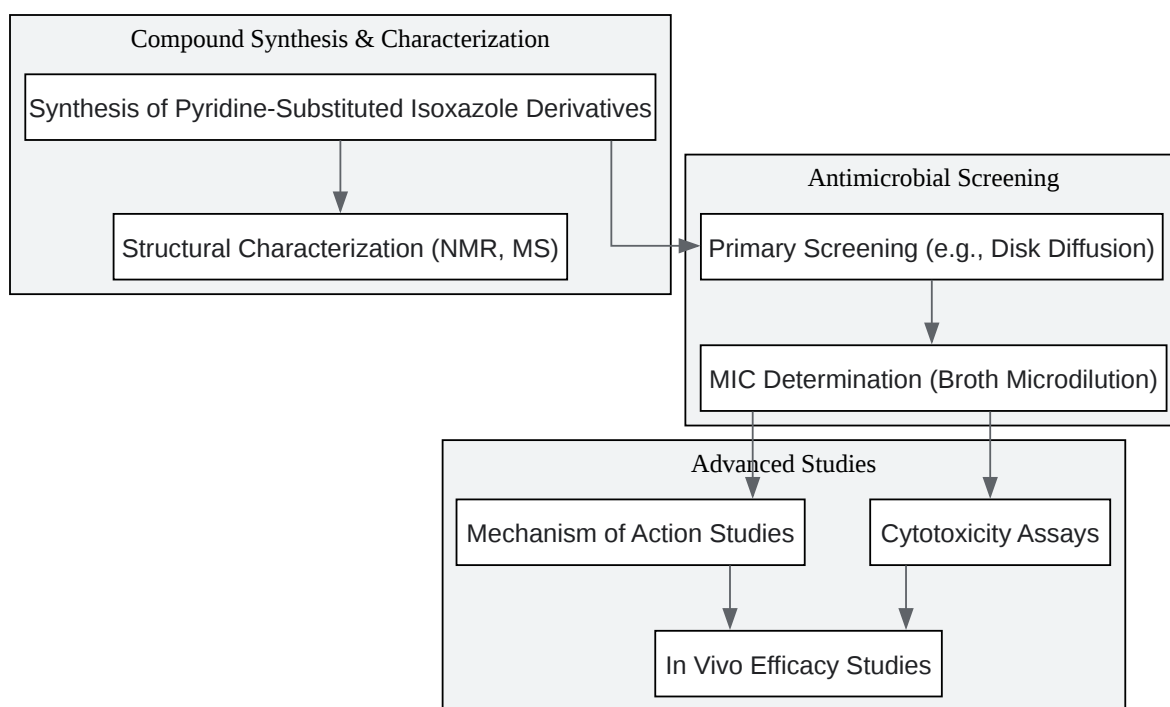 Compound Synthesis & Characterization
Synthesis of Pyridine-Substituted Isoxazole Derivatives
Structural Characterization (NMR, MS)
Antimicrobial Screening
Primary Screening (e.g., Disk Diffusion)
MIC Determination (Broth Microdilution)
Advanced Studies
Mechanism of Action Studies
Cytotoxicity Assays
In Vivo Efficacy Studies